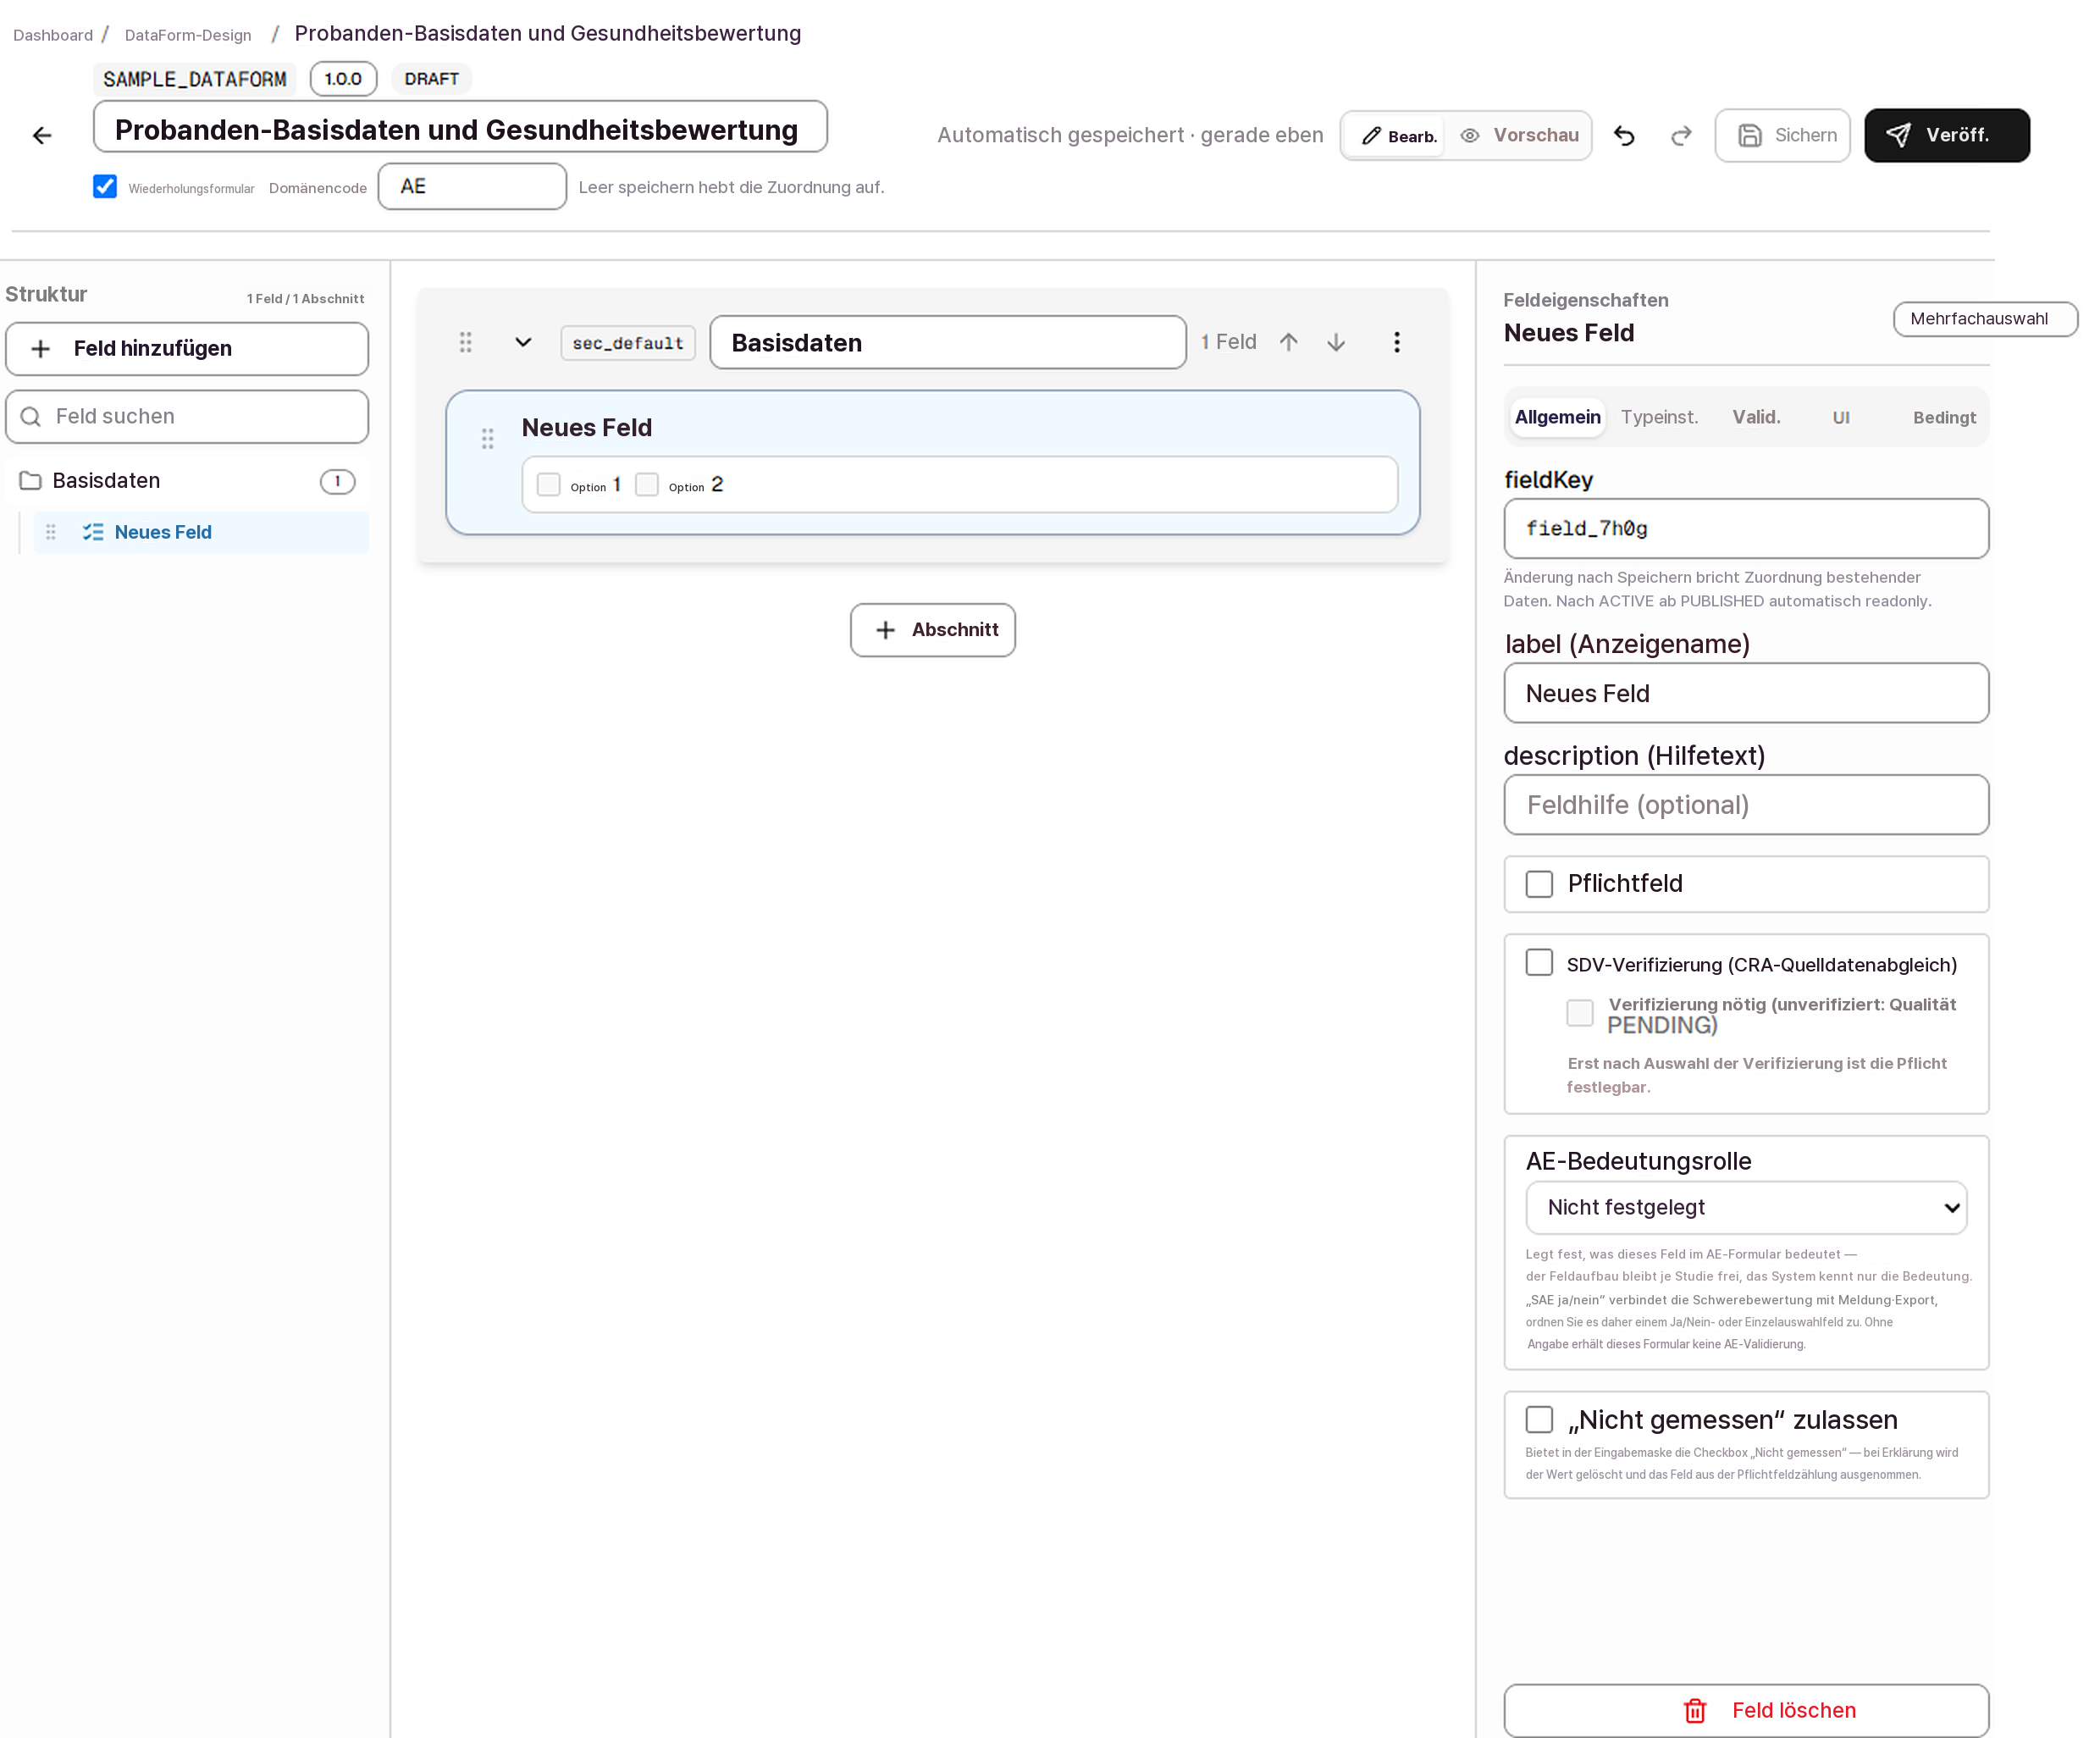 Dashboard / DataForm-Design / Probanden-Basisdaten und Gesundheitsbewertung
SAMPLE_DATAFORM 1.0.0 DRAFT
Probanden-Basisdaten und Gesundheitsbewertung
Automatisch gespeichert · gerade eben
Bearb. Vorschau
Sichern
Veröff.
Wiederholungsformular Domänencode AE Leer speichern hebt die Zuordnung auf.
Struktur 1 Feld / 1 Abschnitt
Feld hinzufügen
Feld suchen
Basisdaten 1
Neues Feld
sec_default Basisdaten 1 Feld
Neues Feld
Option 1 Option 2
Abschnitt
Feldeigenschaften
Neues Feld
Mehrfachauswahl
Allgemein Typeinst. Valid. UI Bedingt
fieldKey
field_7h0g
Änderung nach Speichern bricht Zuordnung bestehender
Daten. Nach ACTIVE ab PUBLISHED automatisch readonly.
label (Anzeigename)
Neues Feld
description (Hilfetext)
Feldhilfe (optional)
Pflichtfeld
SDV-Verifizierung (CRA-Quelldatenabgleich)
Verifizierung nötig (unverifiziert: Qualität
PENDING)
Erst nach Auswahl der Verifizierung ist die Pflicht
festlegbar.
AE-Bedeutungsrolle
Nicht festgelegt
Legt fest, was dieses Feld im AE-Formular bedeutet —
der Feldaufbau bleibt je Studie frei, das System kennt nur die Bedeutung.
„SAE ja/nein“ verbindet die Schwerebewertung mit Meldung·Export,
ordnen Sie es daher einem Ja/Nein- oder Einzelauswahlfeld zu. Ohne
Angabe erhält dieses Formular keine AE-Validierung.
„Nicht gemessen“ zulassen
Bietet in der Eingabemaske die Checkbox „Nicht gemessen“ — bei Erklärung wird
der Wert gelöscht und das Feld aus der Pflichtfeldzählung ausgenommen.
Feld löschen